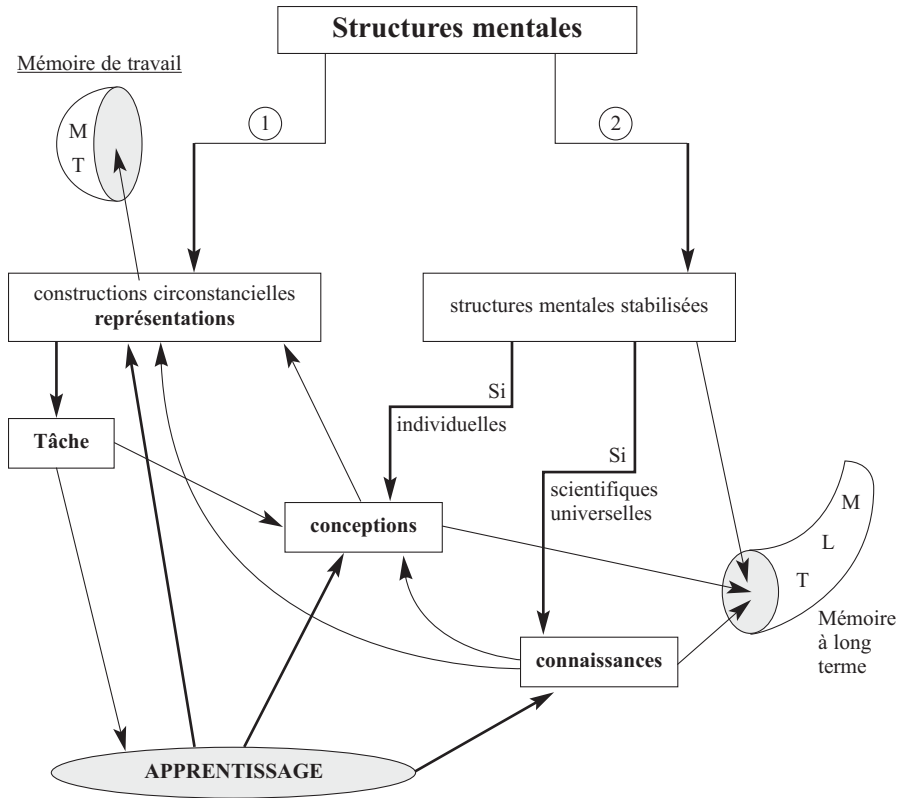 Structures mentales
Mémoire de travail
1
2
M
T
constructions circonstancielles
représentations
structures mentales stabilisées
Si
individuelles
Tâche
Si
scientifiques
universelles
conceptions
M
L
T
Mémoire
à long
terme
connaissances
APPRENTISSAGE